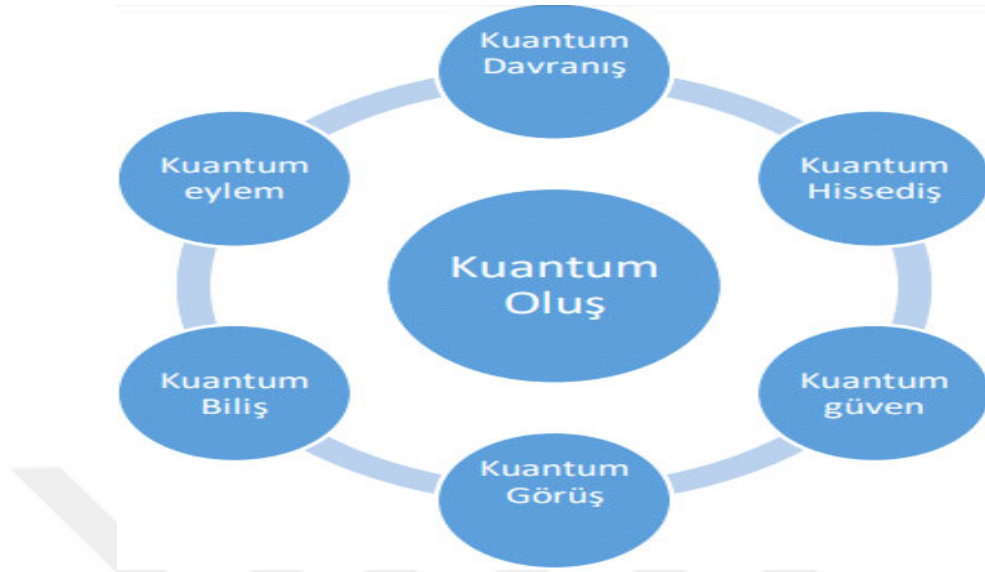 Kuantum
Davranış
Kuantum
eylem
Kuantum
Hissediş
Kuantum
Oluş
Kuantum
Biliş
Kuantum
güven
Kuantum
Görüş